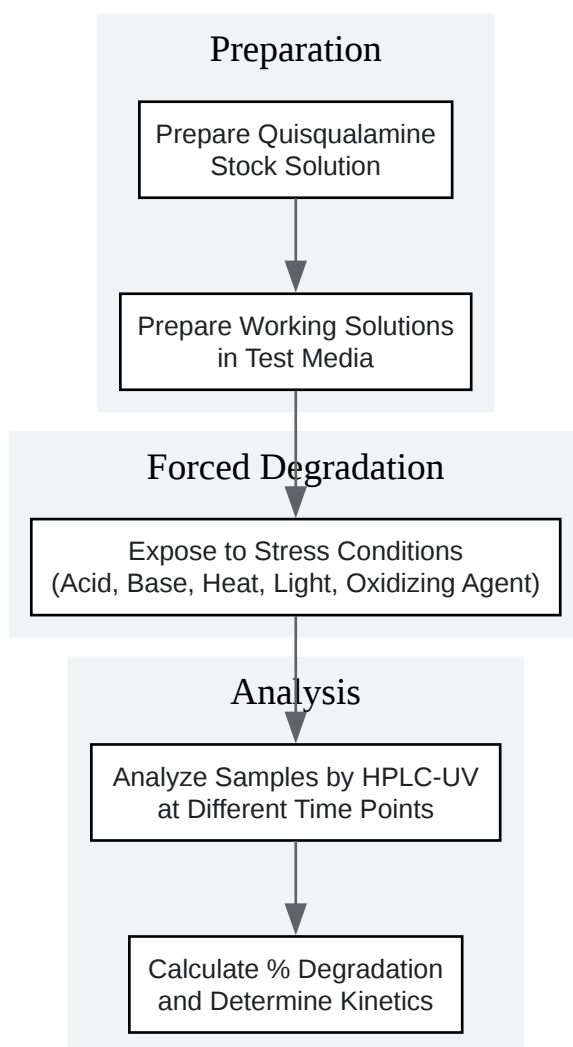 Preparation
Prepare Quisqualamine
Stock Solution
Prepare Working Solutions
in Test Media
Forced Degradation
Expose to Stress Conditions
(Acid, Base, Heat, Light, Oxidizing Agent)
Analysis
Analyze Samples by HPLC-UV
at Different Time Points
Calculate % Degradation
and Determine Kinetics